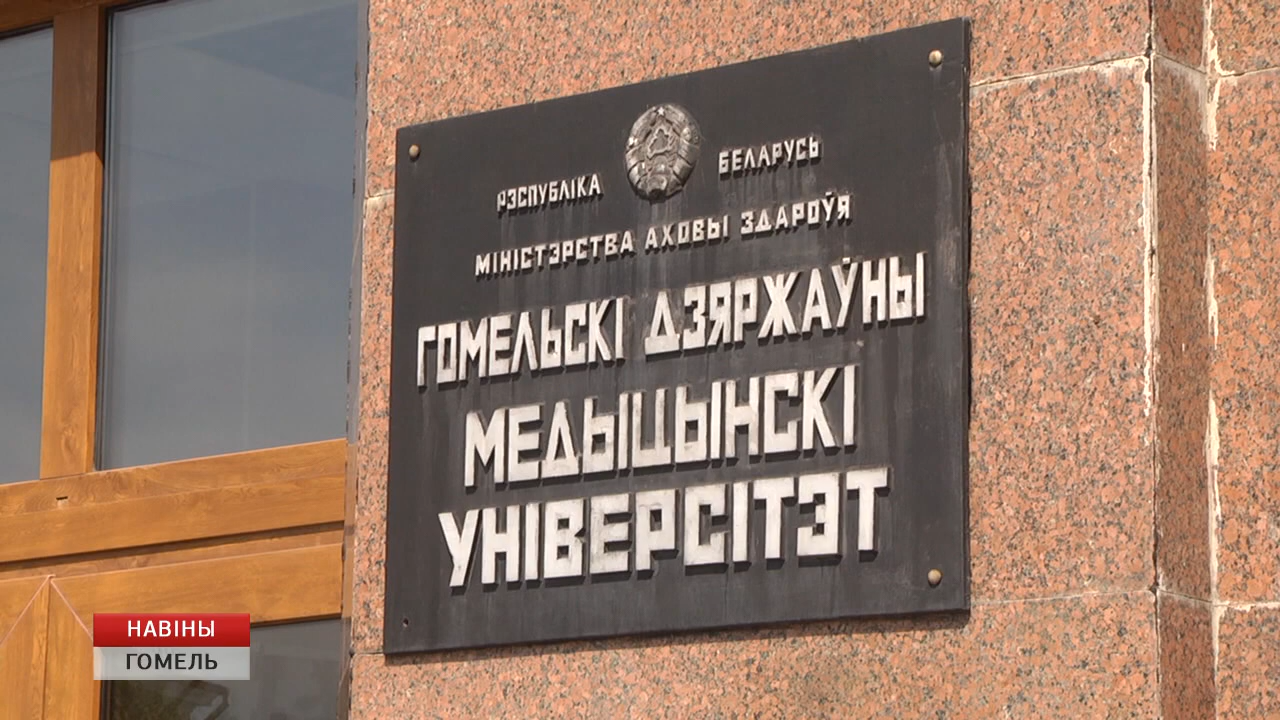 РЭСПУБЛІКА БЕЛАРУСЬ
МІНІСТЭРСТВА АХОВЫ ЗДАРОЎЯ
ГОМЕЛЬСКІ ДЗЯРЖАЎНЫ
МЕДЫЦЫНСКІ
УНІВЕРСІТЭТ
НАВІНЫ
ГОМЕЛЬ